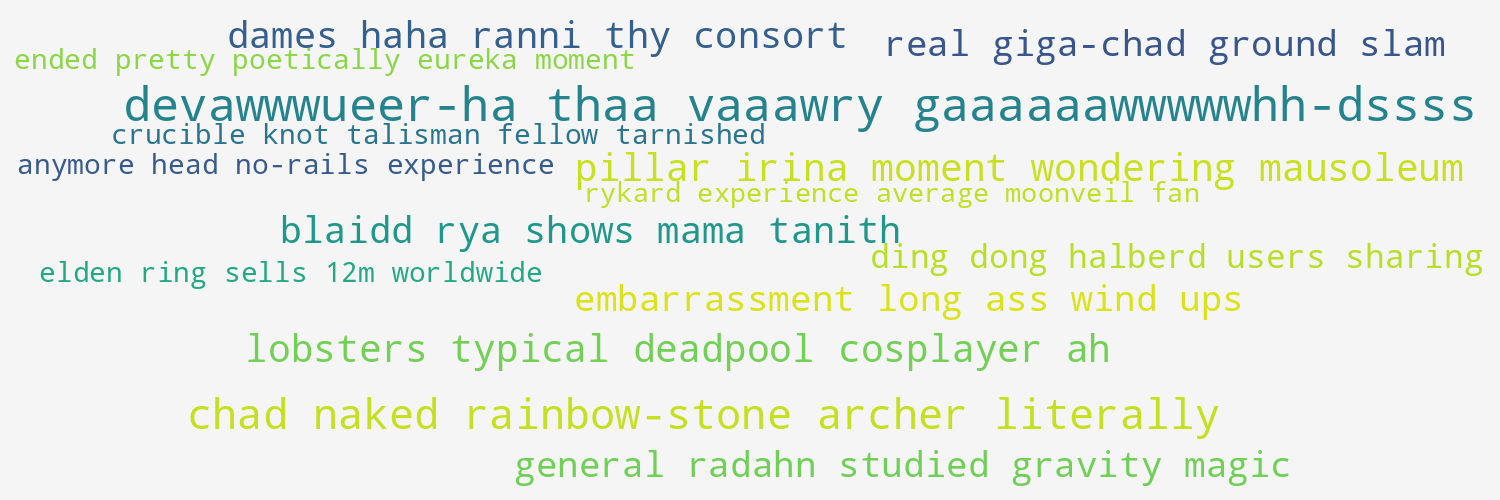 dames haha ranni thy consort
real giga-chad ground slam
ended pretty poetically eureka moment
devawwwueer-ha thaa vaaawry gaaaaaawwwwwhh-dssss
crucible knot talisman fellow tarnished
anymore head no-rails experience
pillar irina moment wondering mausoleum
rykard experience average moonveil fan
blaidd rya shows mama tanith
ding dong halberd users sharing
elden ring sells 12m worldwide
embarrassment long ass wind ups
lobsters typical deadpool cosplayer ah
chad naked rainbow-stone archer literally
general radahn studied gravity magic